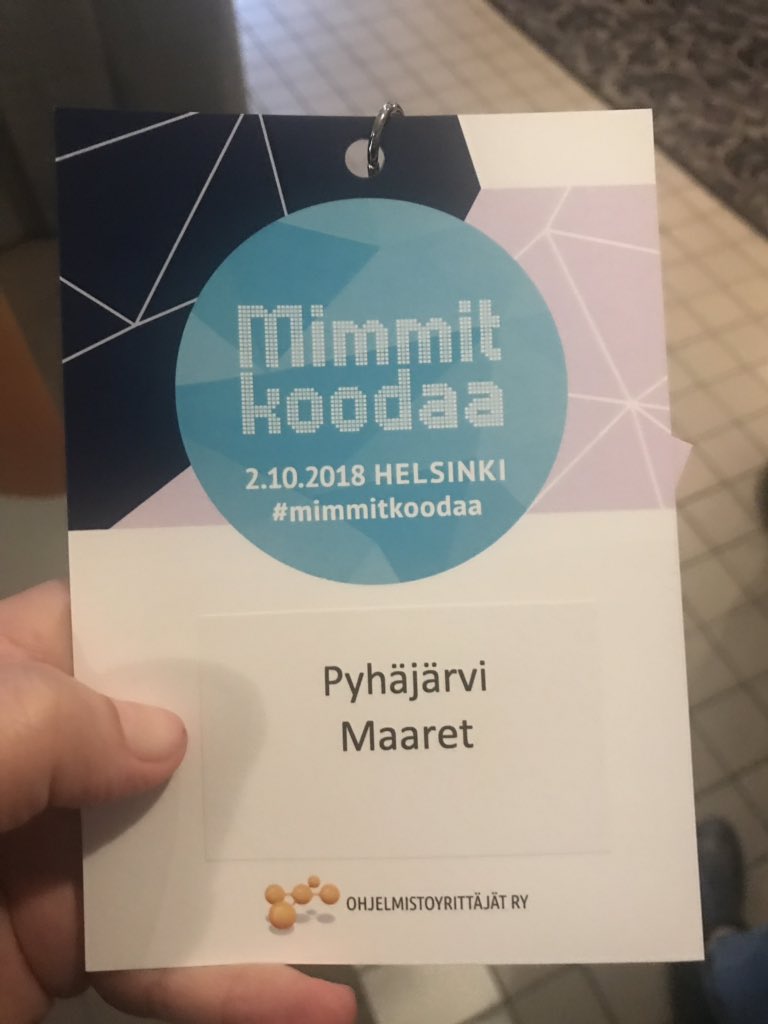 Mimmit
koodaa
2.10.2018 HELSINKI
#mimmitkoodaa
Pyhäjärvi
Maaret
OHJELMISTOYRITTÄJÄT RY